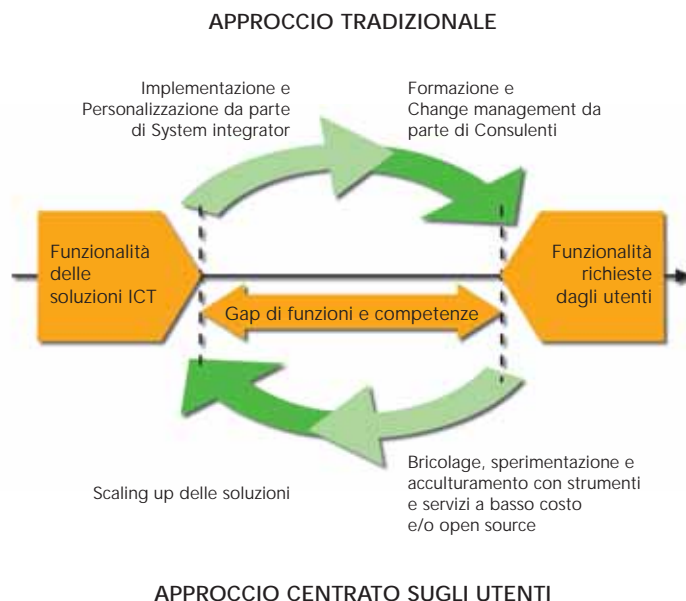 APPROCCIO TRADIZIONALE
Implementazione e
Personalizzazione da parte
di System integrator
Formazione e
Change management da
parte di Consulenti
Funzionalità
delle
soluzioni ICT
Gap di funzioni e competenze
Funzionalità
richieste
dagli utenti
Scaling up delle soluzioni
Bricolage, sperimentazione e
acculturamento con strumenti
e servizi a basso costo
e/o open source
APPROCCIO CENTRATO SUGLI UTENTI